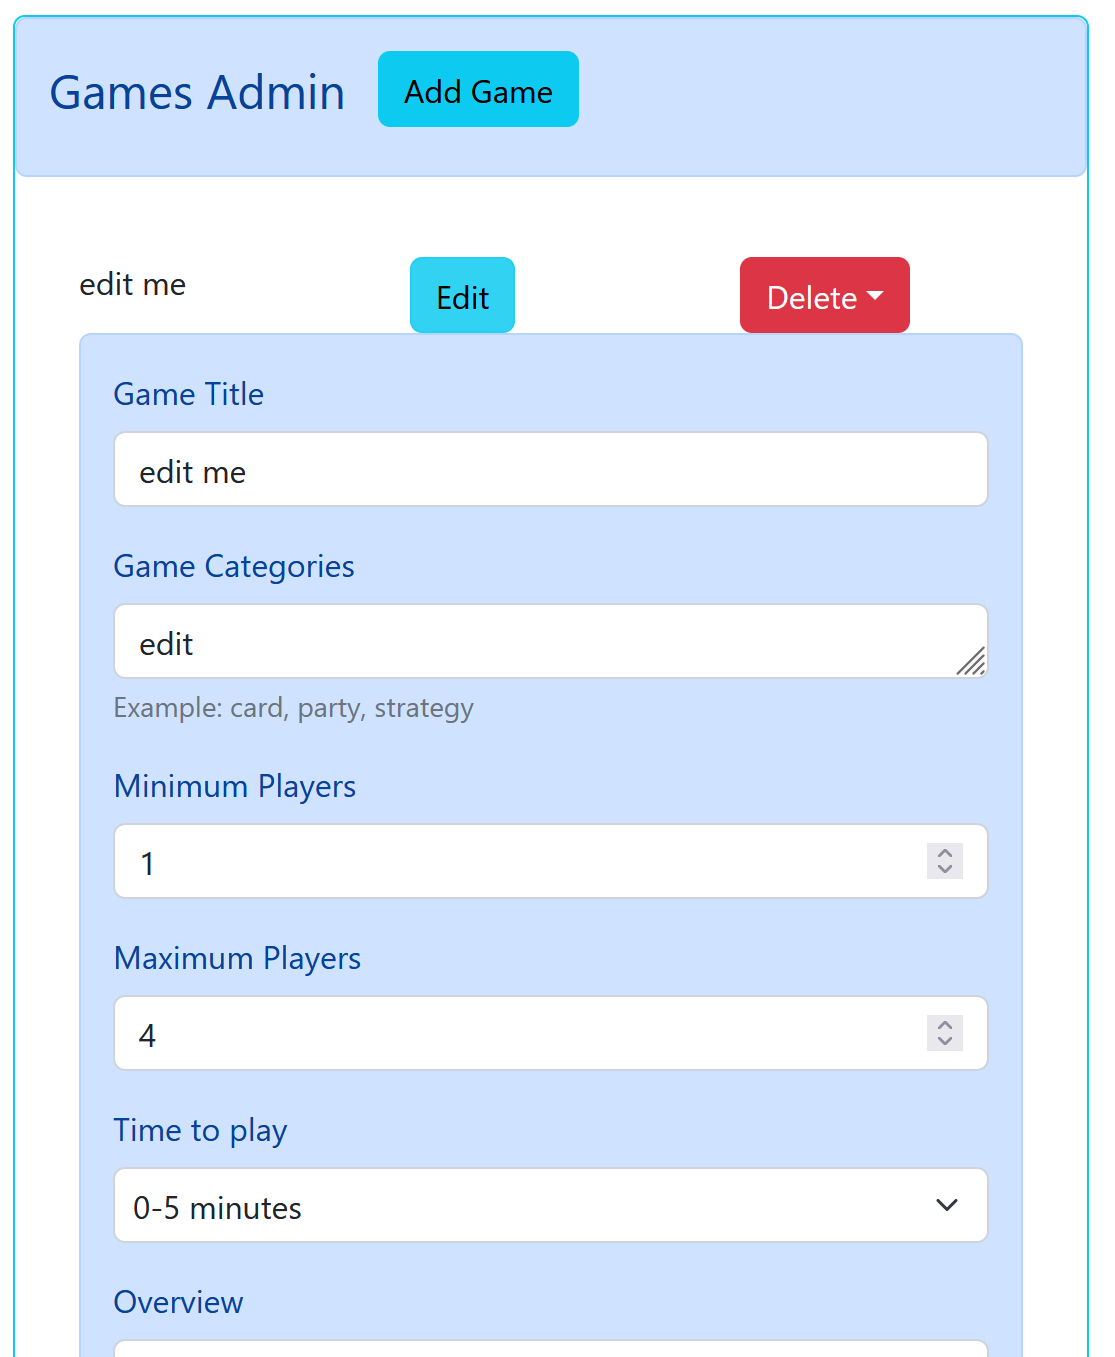 Games Admin Add Game
edit me Edit Delete
Game Title
edit me
Game Categories
edit
Example: card, party, strategy
Minimum Players
1
Maximum Players
4
Time to play
0-5 minutes
Overview